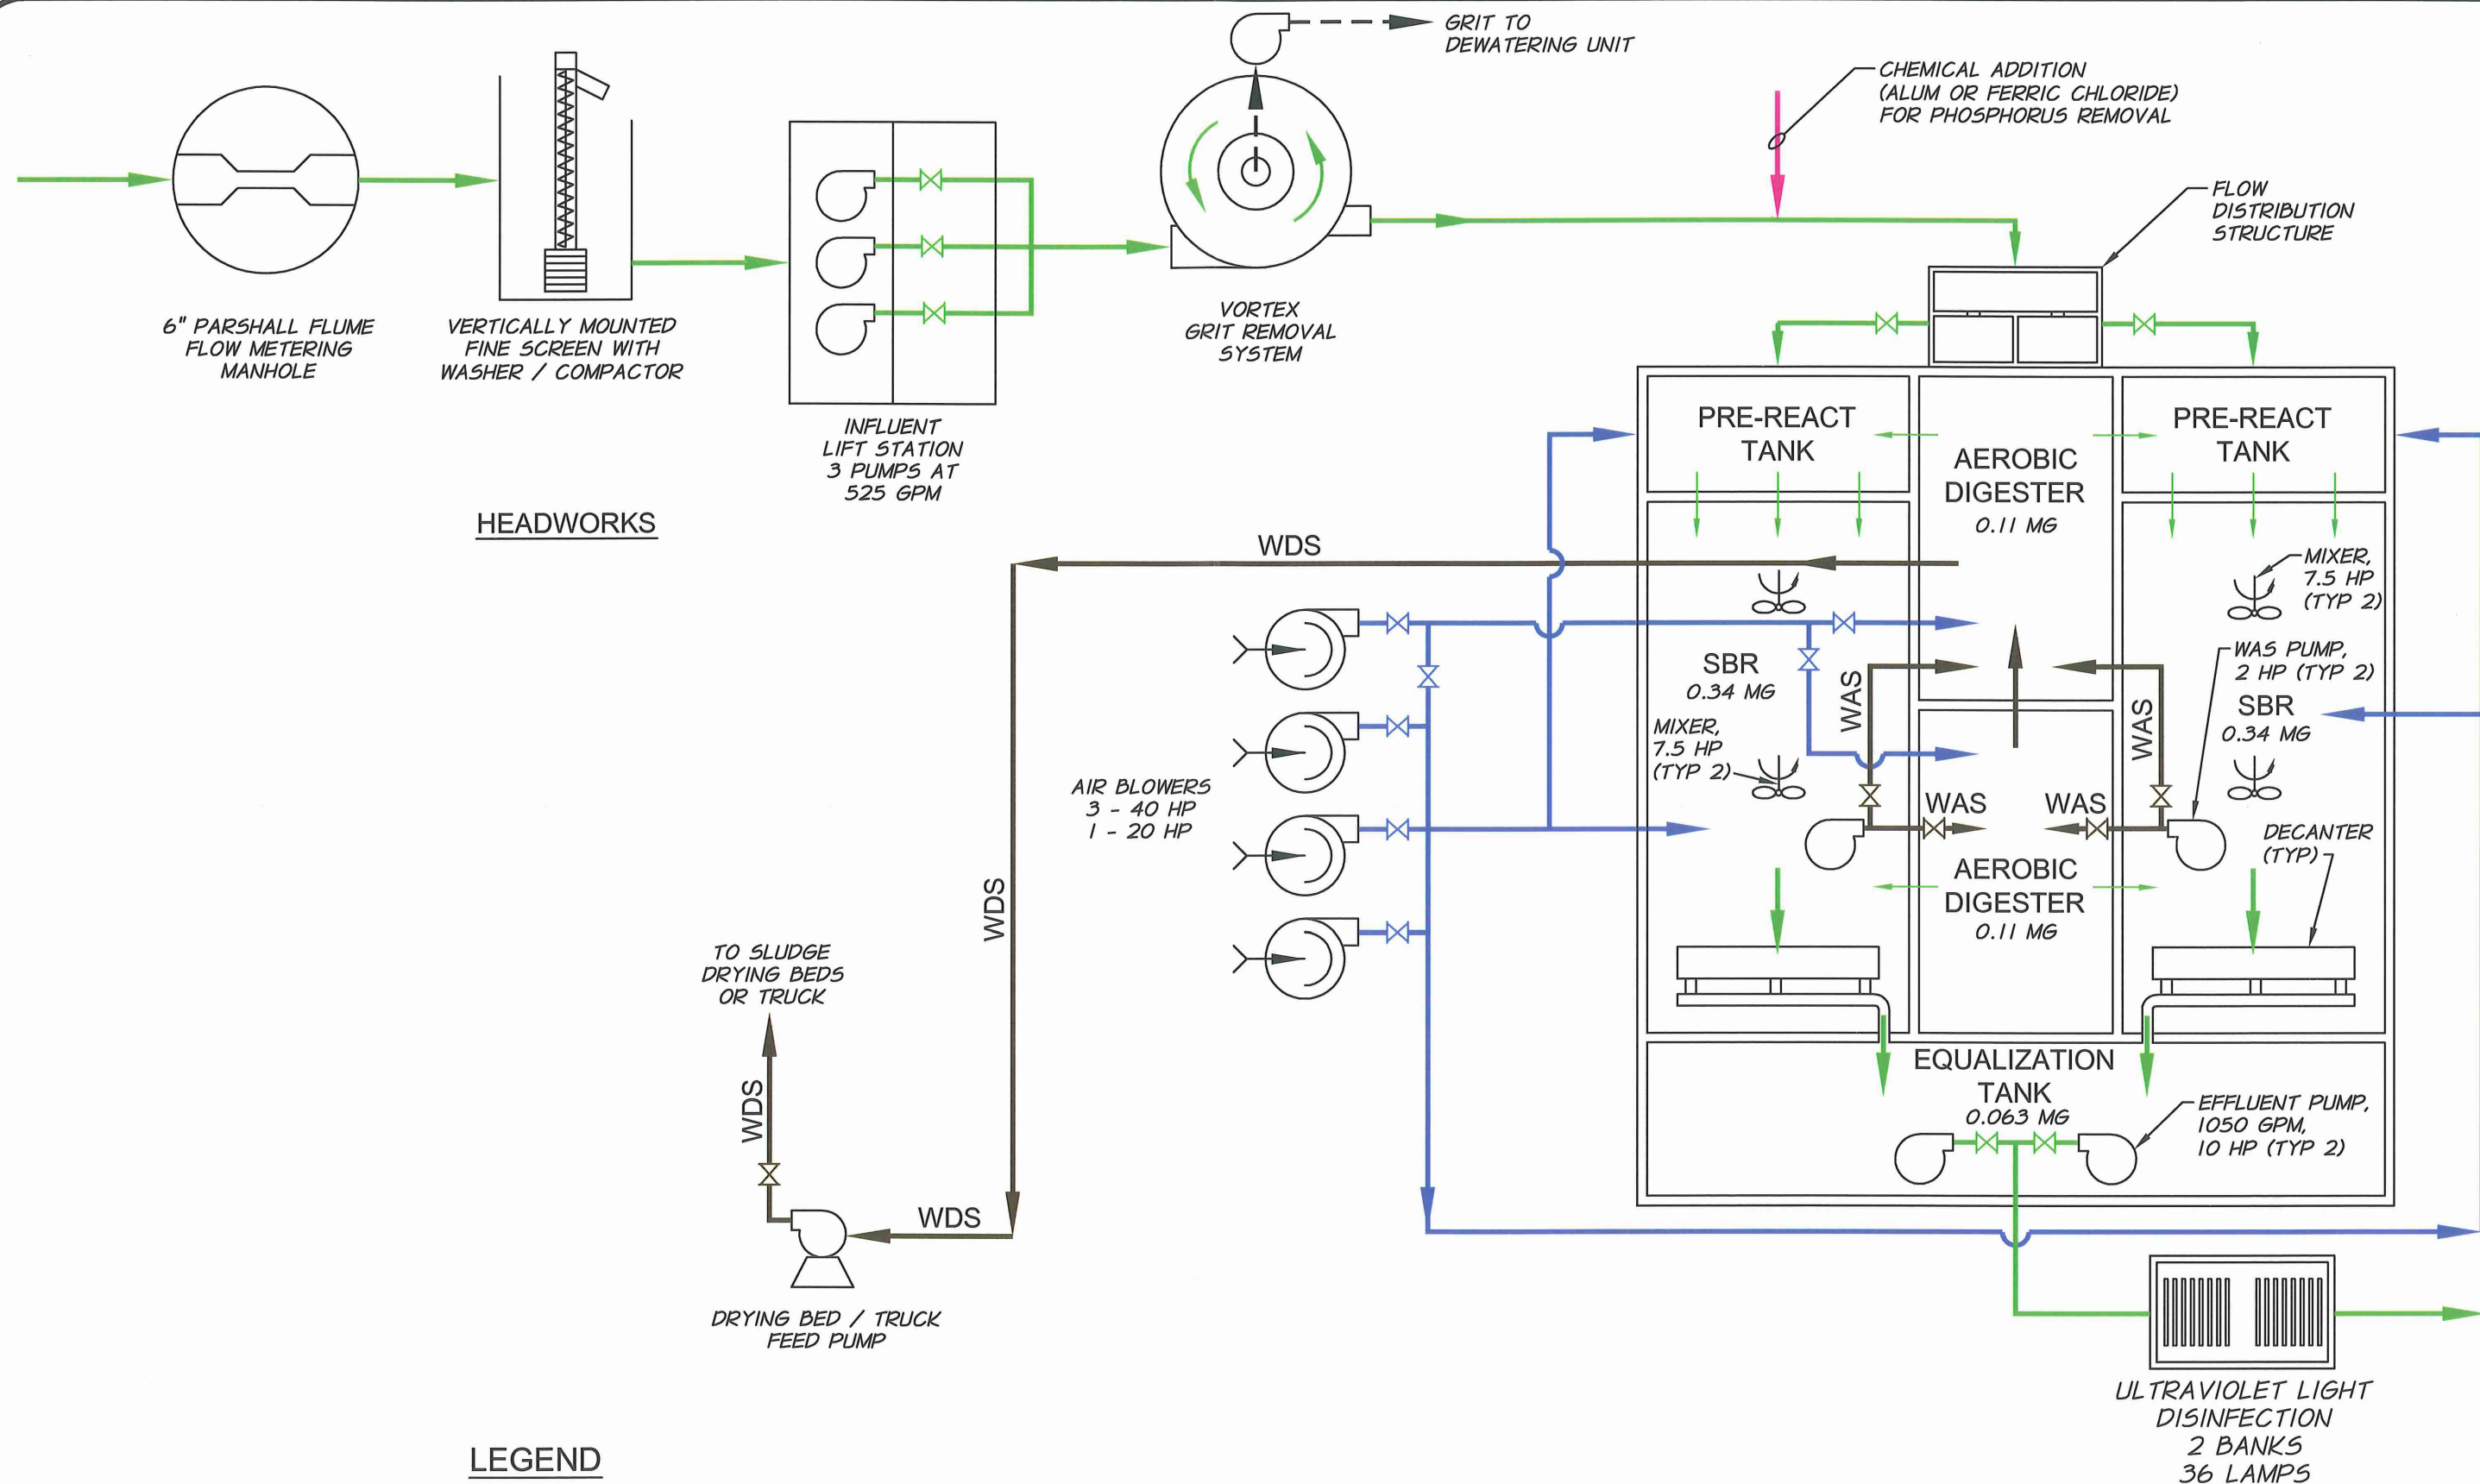 GRIT TO
DEWATERING UNIT
CHEMICAL ADDITION
(ALUM OR FERRIC CHLORIDE)
FOR PHOSPHORUS REMOVAL
FLOW
DISTRIBUTION
STRUCTURE
6" PARSHALL FLUME
FLOW METERING
MANHOLE
VERTICALLY MOUNTED
FINE SCREEN WITH
WASHER / COMPACTOR
INFLUENT
LIFT STATION
3 PUMPS AT
525 GPM
VORTEX
GRIT REMOVAL
SYSTEM
HEADWORKS
PRE-REACT
TANK
AEROBIC
DIGESTER
0.11 MG
PRE-REACT
TANK
WDS
MIXER,
7.5 HP
(TYP 2)
WAS PUMP,
2 HP (TYP 2)
SBR
0.34 MG
SBR
0.34 MG
MIXER,
7.5 HP
(TYP 2)
WAS
WAS
WAS
WAS
AIR BLOWERS
3 - 40 HP
1 - 20 HP
DECANTER
(TYP)
AEROBIC
DIGESTER
0.11 MG
WDS
TO SLUDGE
DRYING BEDS
OR TRUCK
WDS
WDS
EQUALIZATION
TANK
0.063 MG
EFFLUENT PUMP,
1050 GPM,
10 HP (TYP 2)
DRYING BED / TRUCK
FEED PUMP
ULTRAVIOLET LIGHT
DISINFECTION
2 BANKS
36 LAMPS
LEGEND